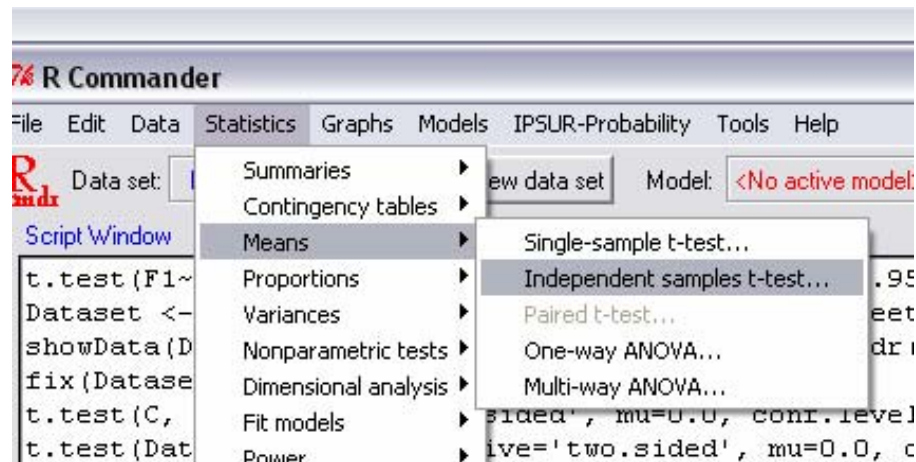 R Commander
File Edit Data Statistics Graphs Models IPSUR-Probability Tools Help
Data set: ew data set Model: <No active model>
Script Window
Summaries
Contingency tables
Means
Proportions
Variances
Nonparametric tests
Dimensional analysis
Fit models
Power
Single-sample t-test...
Independent samples t-test...
Paired t-test...
One-way ANOVA...
Multi-way ANOVA...
t.test(F1~ .95
Dataset <- eet
showData(D
fix(Datase
t.test(C, sided', mu=0.0, conf.level
t.test(Dat ive='two.sided', mu=0.0,